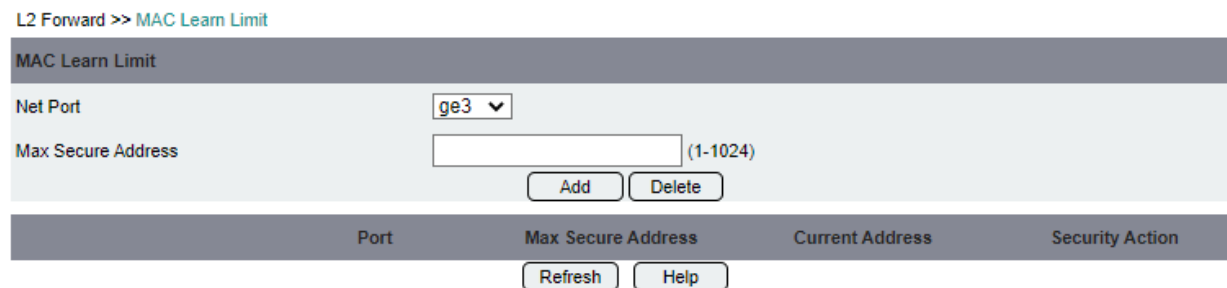 L2 Forward >> MAC Learn Limit
MAC Learn Limit
Net Port ge3
Max Secure Address (1-1024)
Add Delete
Port Max Secure Address Current Address Security Action
Refresh Help